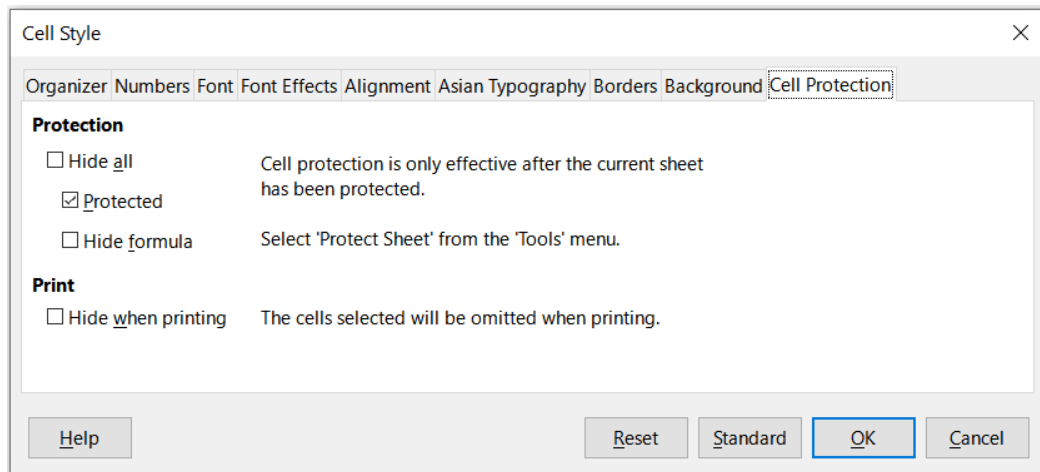 Cell Style
Organizer Numbers Font Font Effects Alignment Asian Typography Borders Background Cell Protection
Protection
Hide all
Cell protection is only effective after the current sheet
has been protected.
Protected
Hide formula
Select 'Protect Sheet' from the 'Tools' menu.
Print
Hide when printing
The cells selected will be omitted when printing.
Help Reset Standard OK Cancel